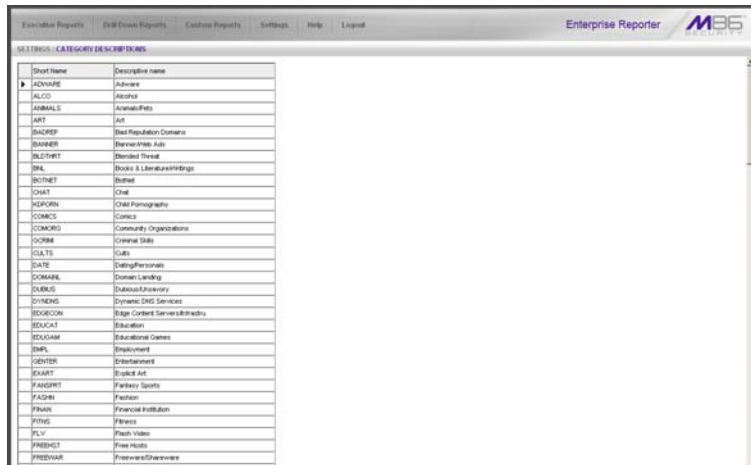 Executive Reports Drill Down Reports Custom Reports Settings Help Logout
Enterprise Reporter
M86 SECURITY
SETTINGS : CATEGORY DESCRIPTIONS
Short Name Descriptive name
ADWARE Adware
ALCO Alcohol
ANIMALS Animals/Pets
ART Art
BADREP Bad Reputation Domains
BANNER Banner/Web Ads
BLDTHRT Blended Threat
BNL Books & Literature/Writings
BOTNET BotNet
CHAT Chat
KDPORN Child Pornography
COMICS Comics
COMORG Community Organizations
GCRIMI Criminal Skills
CULTS Cults
DATE Dating/Personals
DOMAINL Domain Landing
DUBIUS Dubious/Unsavory
DYNDNS Dynamic DNS Services
EDGECON Edge Content Servers/Infrastru
EDUCAT Education
EDUGAM Educational Games
EMPL Employment
GENTER Entertainment
EXART Explicit Art
FANSPRT Fantasy Sports
FASHN Fashion
FINAN Financial Institution
FITNS Fitness
FLV Flash Video
FREEHST Free Hosts
FREEWAR Freeware/Shareware